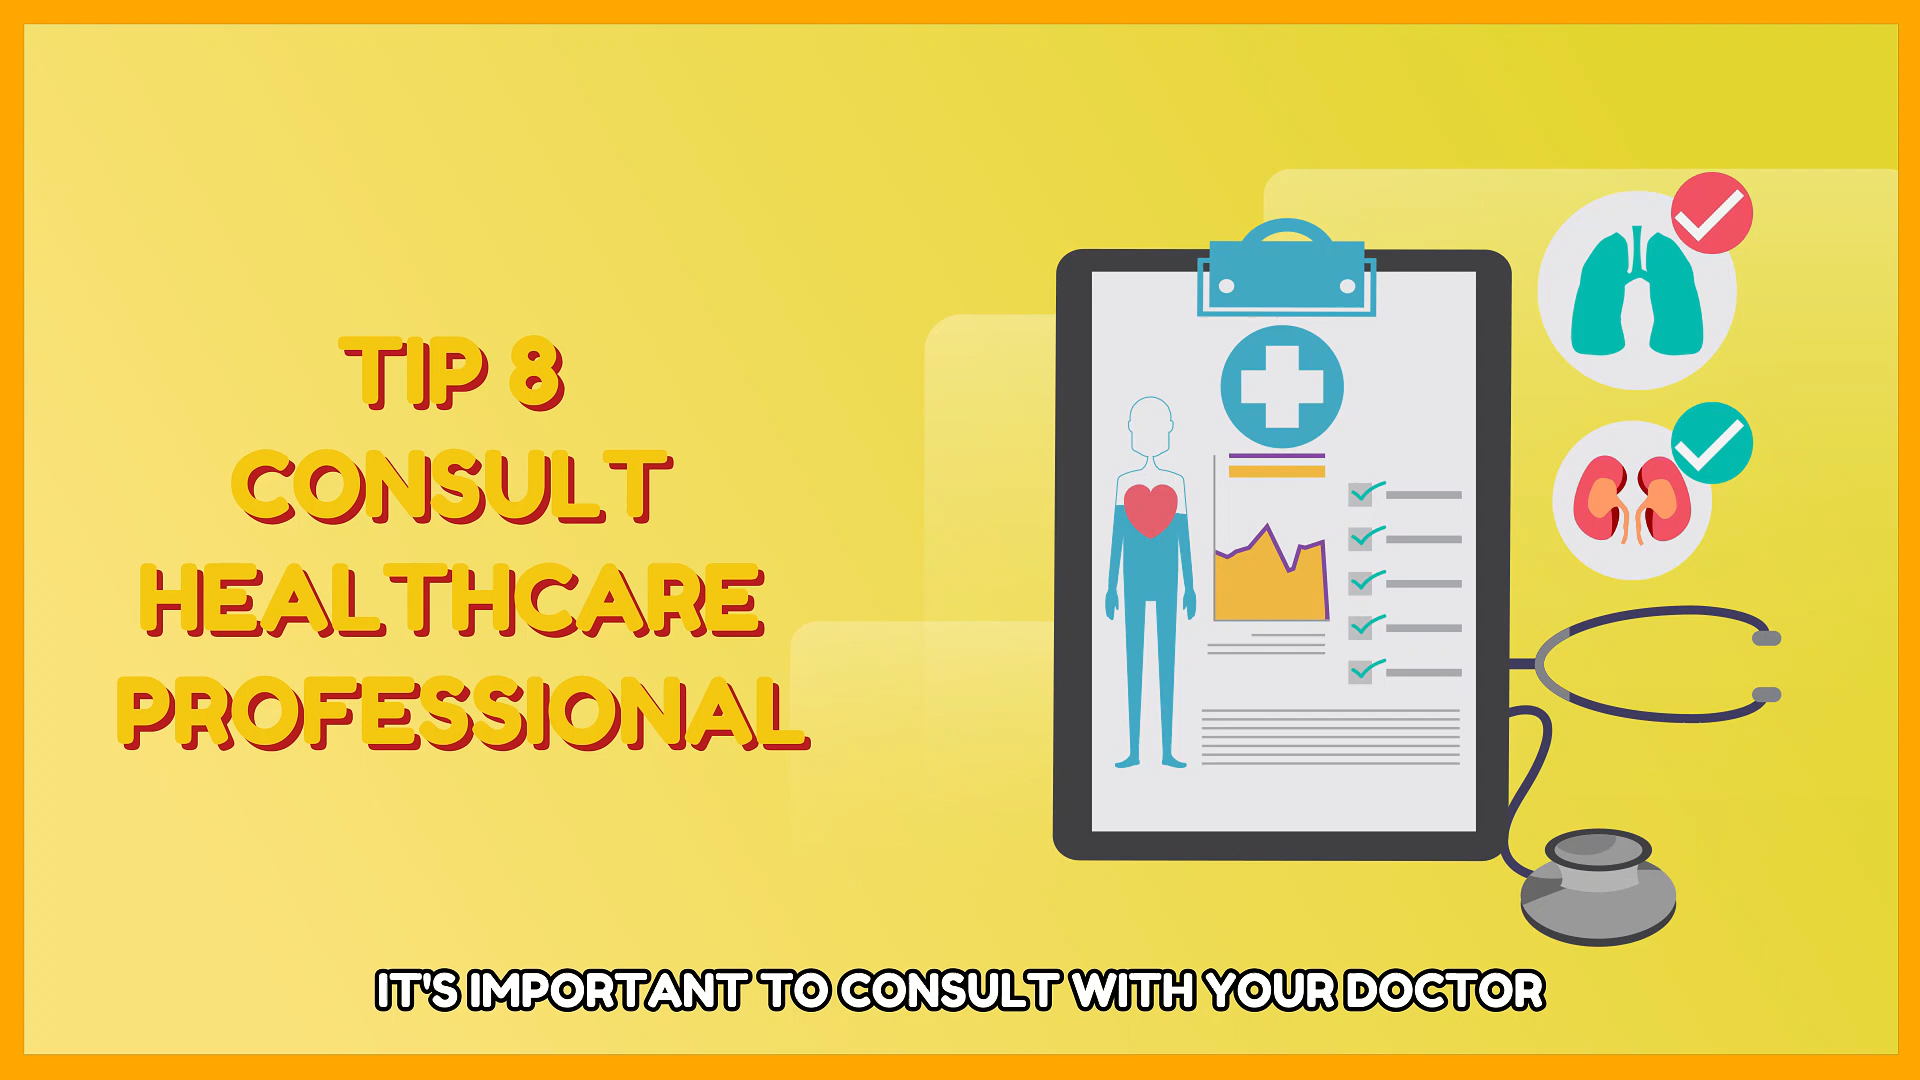 TIP 8
CONSULT
HEALTHCARE
PROFESSIONAL
IT'S IMPORTANT TO CONSULT WITH YOUR DOCTOR